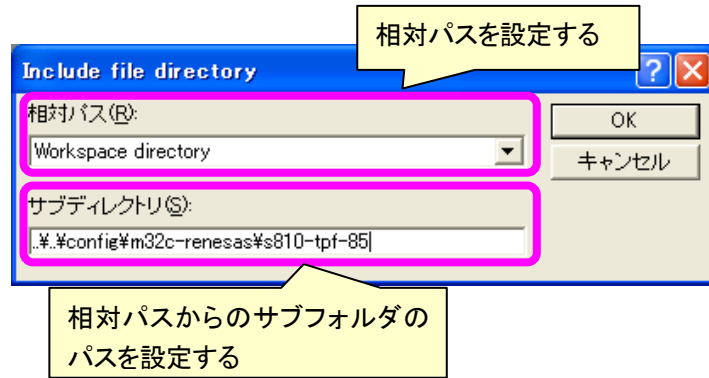 相対パスを設定する
Include file directory
相対パス(R):
OK
Workspace directory
キャンセル
サブディレクトリ(S):
..¥..¥config¥m32c-renesas¥s810-tpf-85
相対パスからのサブフォルダの
パスを設定する